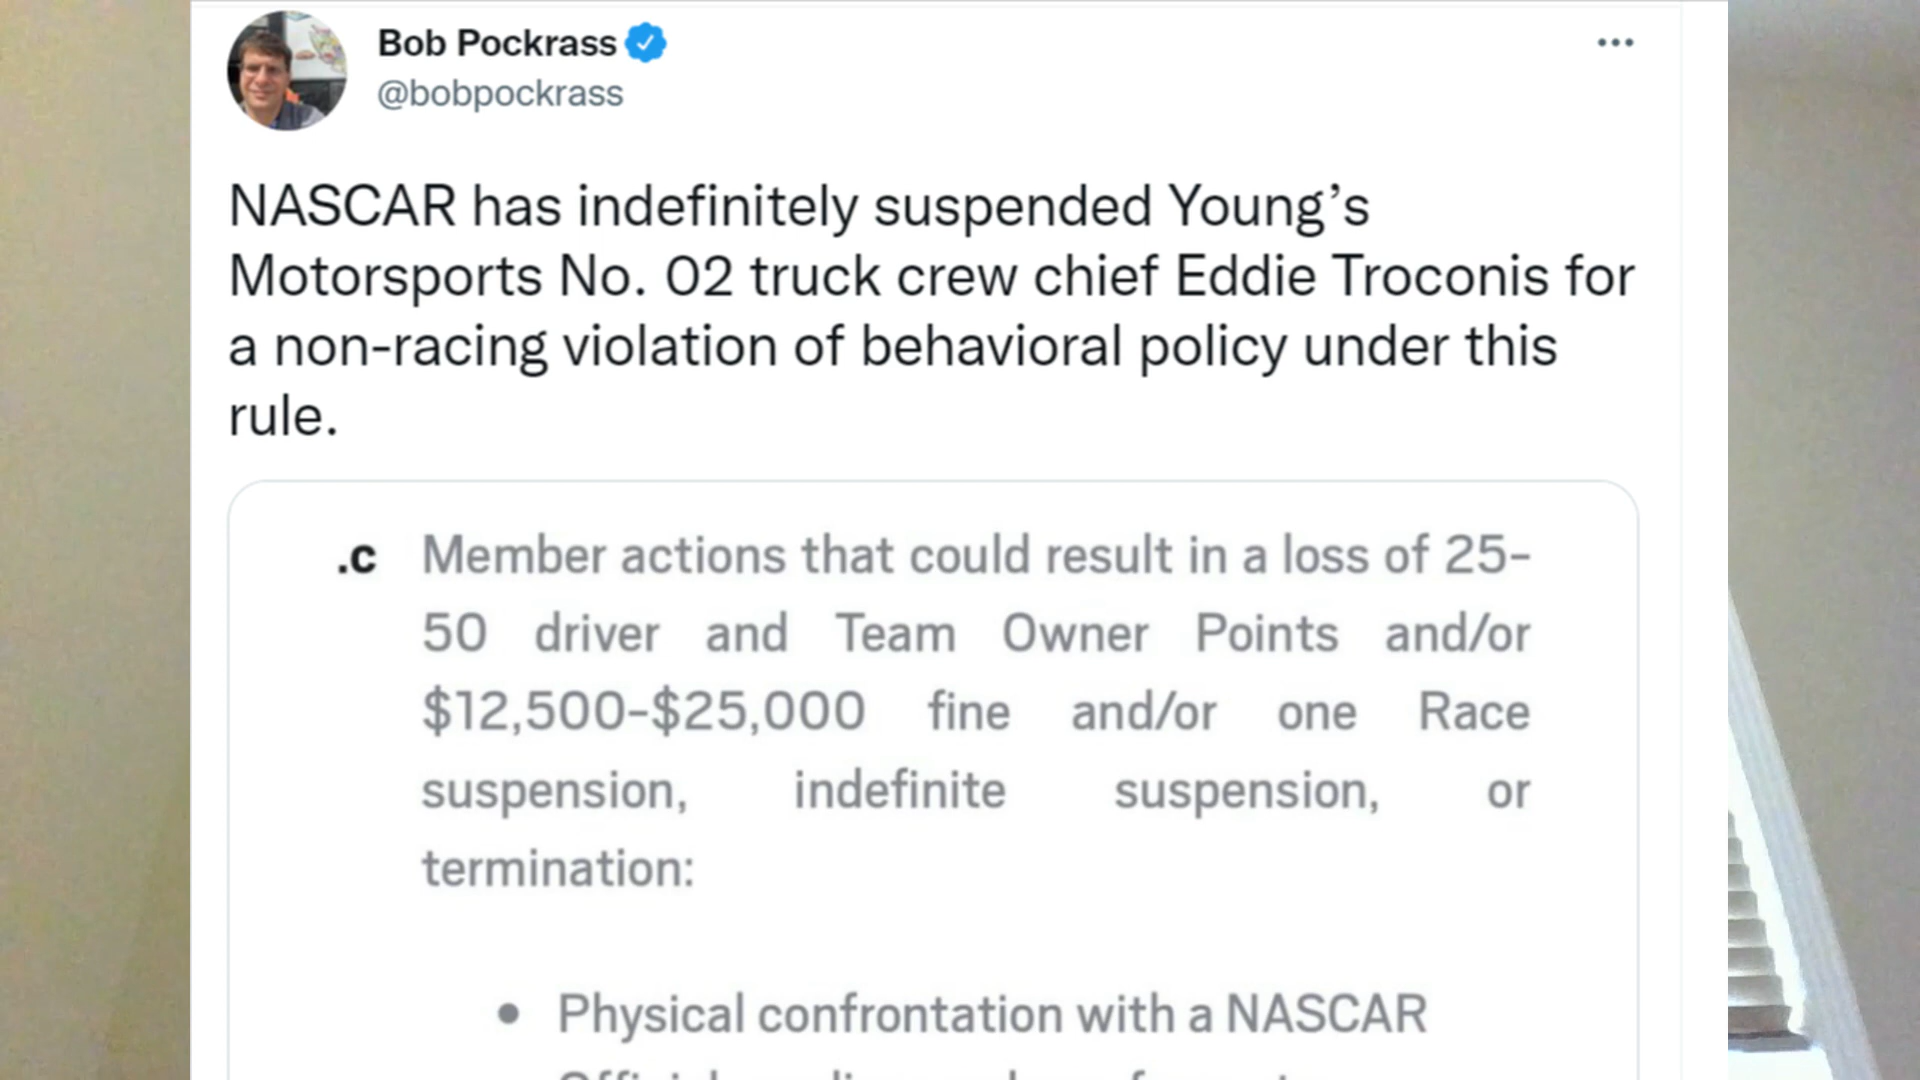 Bob Pockrass
@bobpockrass
NASCAR has indefinitely suspended Young’s
Motorsports No. 02 truck crew chief Eddie Troconis for
a non-racing violation of behavioral policy under this
rule.
.c Member actions that could result in a loss of 25-
50 driver and Team Owner Points and/or
$12,500-$25,000 fine and/or one Race
suspension, indefinite suspension, or
termination:
• Physical confrontation with a NASCAR